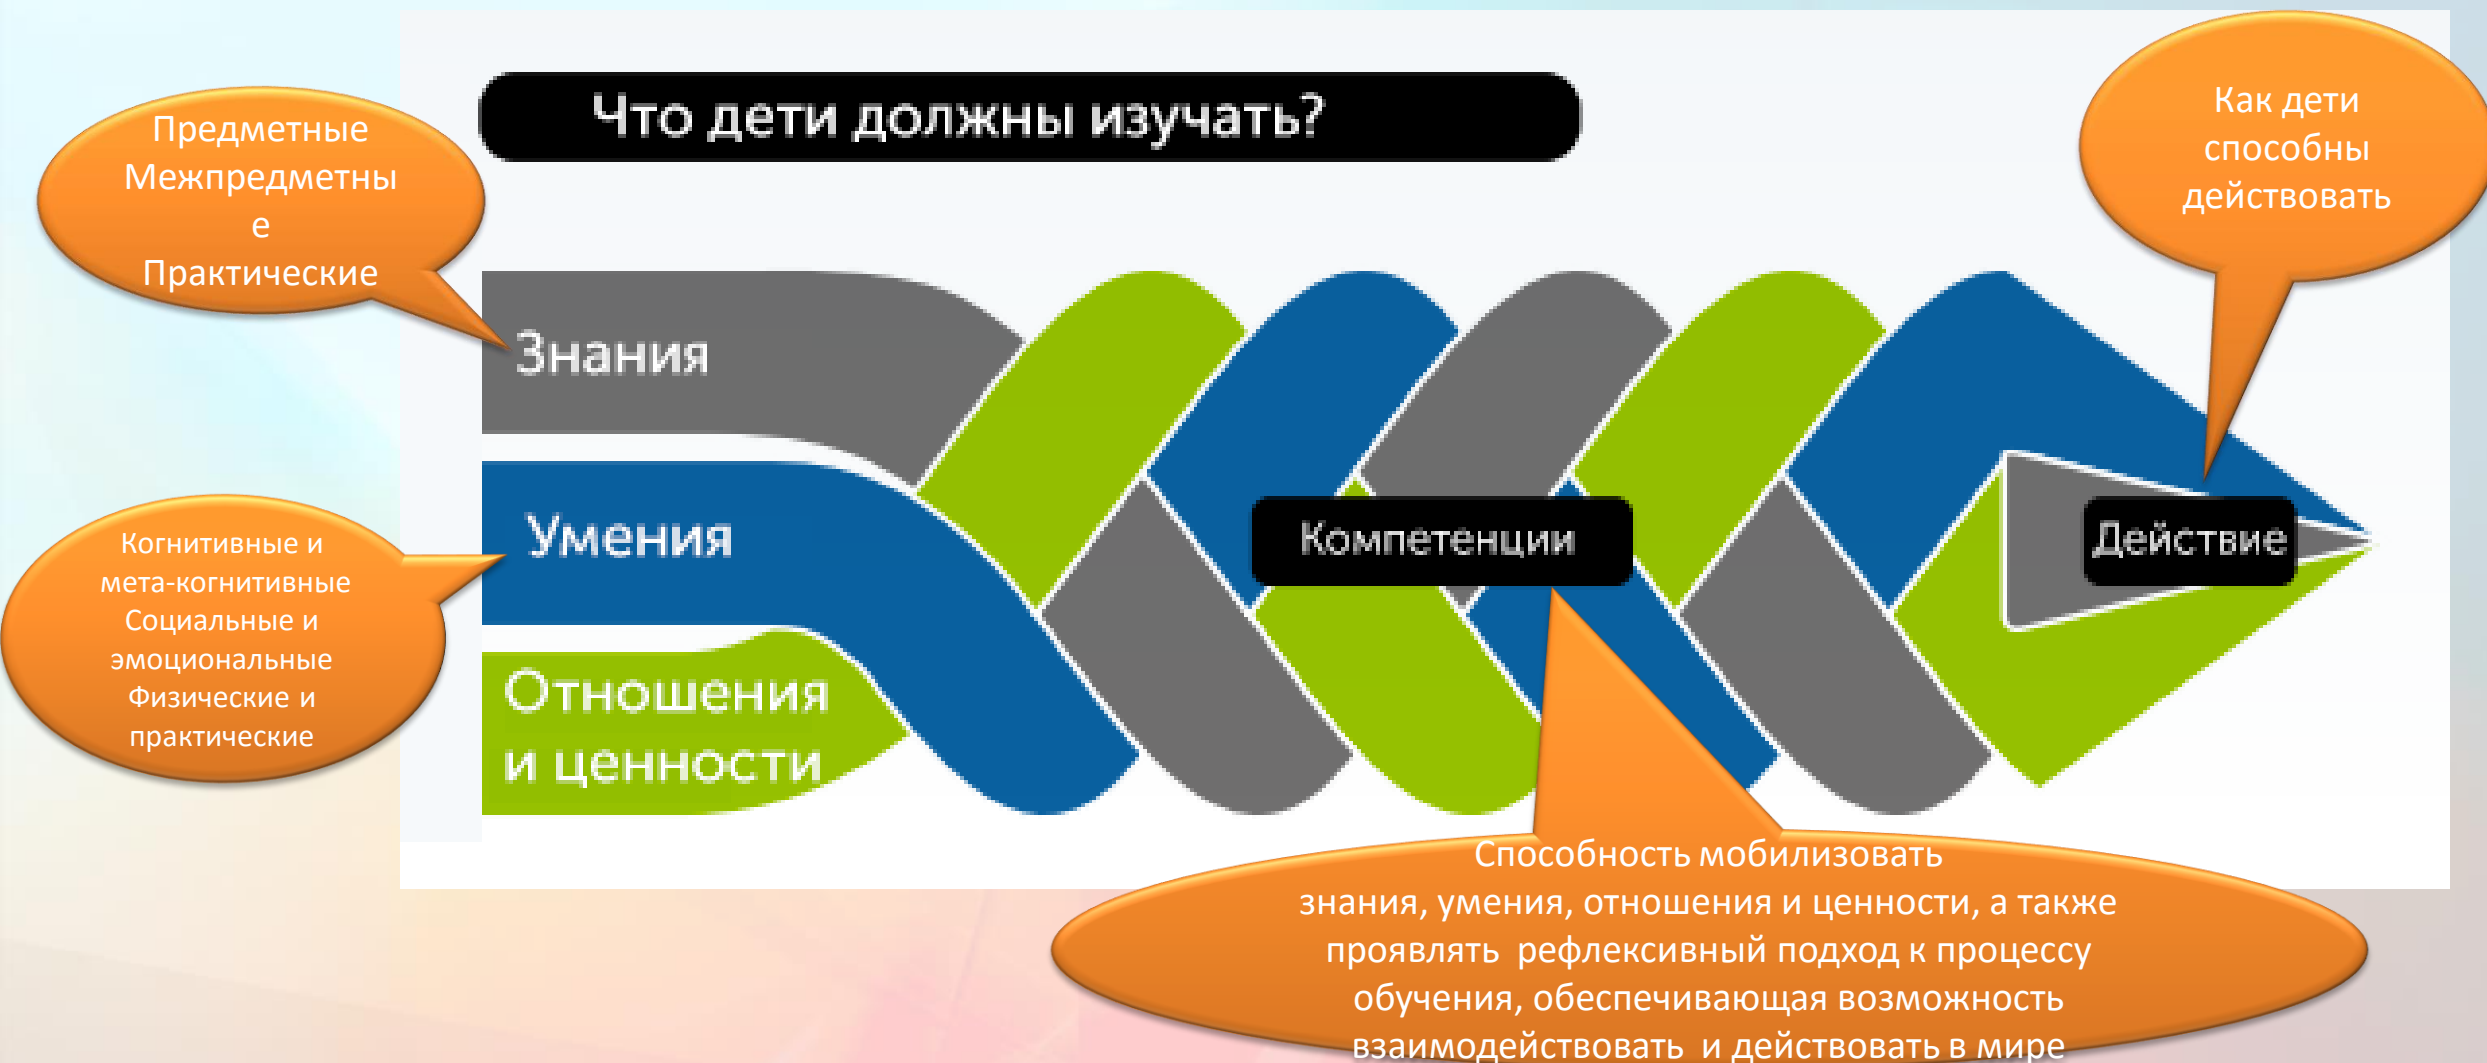 Что дети должны изучать?
Предметные
Межпредметны
е
Практические
Как дети
способны
действовать
Знания
Умения
Отношения
и ценности
Когнитивные и
мета-когнитивные
Социальные и
эмоциональные
Физические и
практические
Компетенции
Действие
Способность мобилизовать
знания, умения, отношения и ценности, а также
проявлять рефлексивный подход к процессу
обучения, обеспечивающая возможность
взаимодействовать и действовать в мире